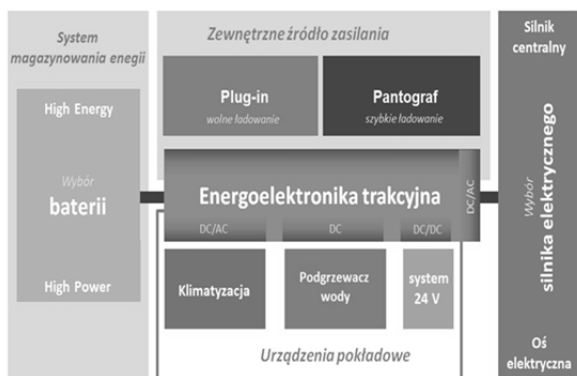 System
magazynowania enegii
High Energy
Wybór
baterii
High Power
Zewnętrzne źródło zasilania
Plug-in
wolne ładowanie
Pantograf
szybkie ładowanie
Energoelektronika trakcyjna
DC/AC
DC/AC
DC
DC/DC
Klimatyzacja
Podgrzewacz
wody
system
24 V
Urządzenia pokładowe
Silnik
centralny
Wybór
silnika elektrycznego
Oś
elektryczna